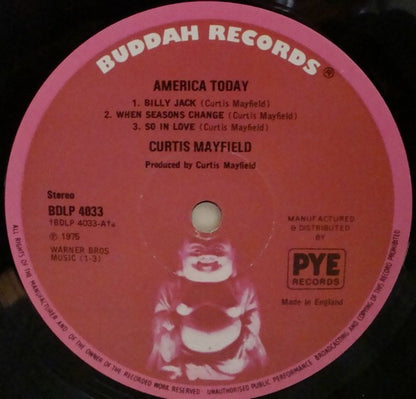 BUDDAH RECORDS ®
AMERICA TODAY
1. BILLY JACK (Curtis Mayfield)
2. WHEN SEASONS CHANGE (Curtis Mayfield)
3. SO IN LOVE (Curtis Mayfield)
CURTIS MAYFIELD
Produced by Curtis Mayfield
Stereo
BDLP 4033
(BDLP 4033-A)a
℗ 1975
WARNER BROS
MUSIC (1-3)
MANUFACTURED
& DISTRIBUTED
BY
PYE
RECORDS
Made in England
ALL RIGHTS OF THE MANUFACTURER AND OF THE OWNER OF THE RECORDED WORK RESERVED UNAUTHORISED PUBLIC PERFORMANCE BROADCASTING AND COPYING OF THIS RECORD PROHIBITED